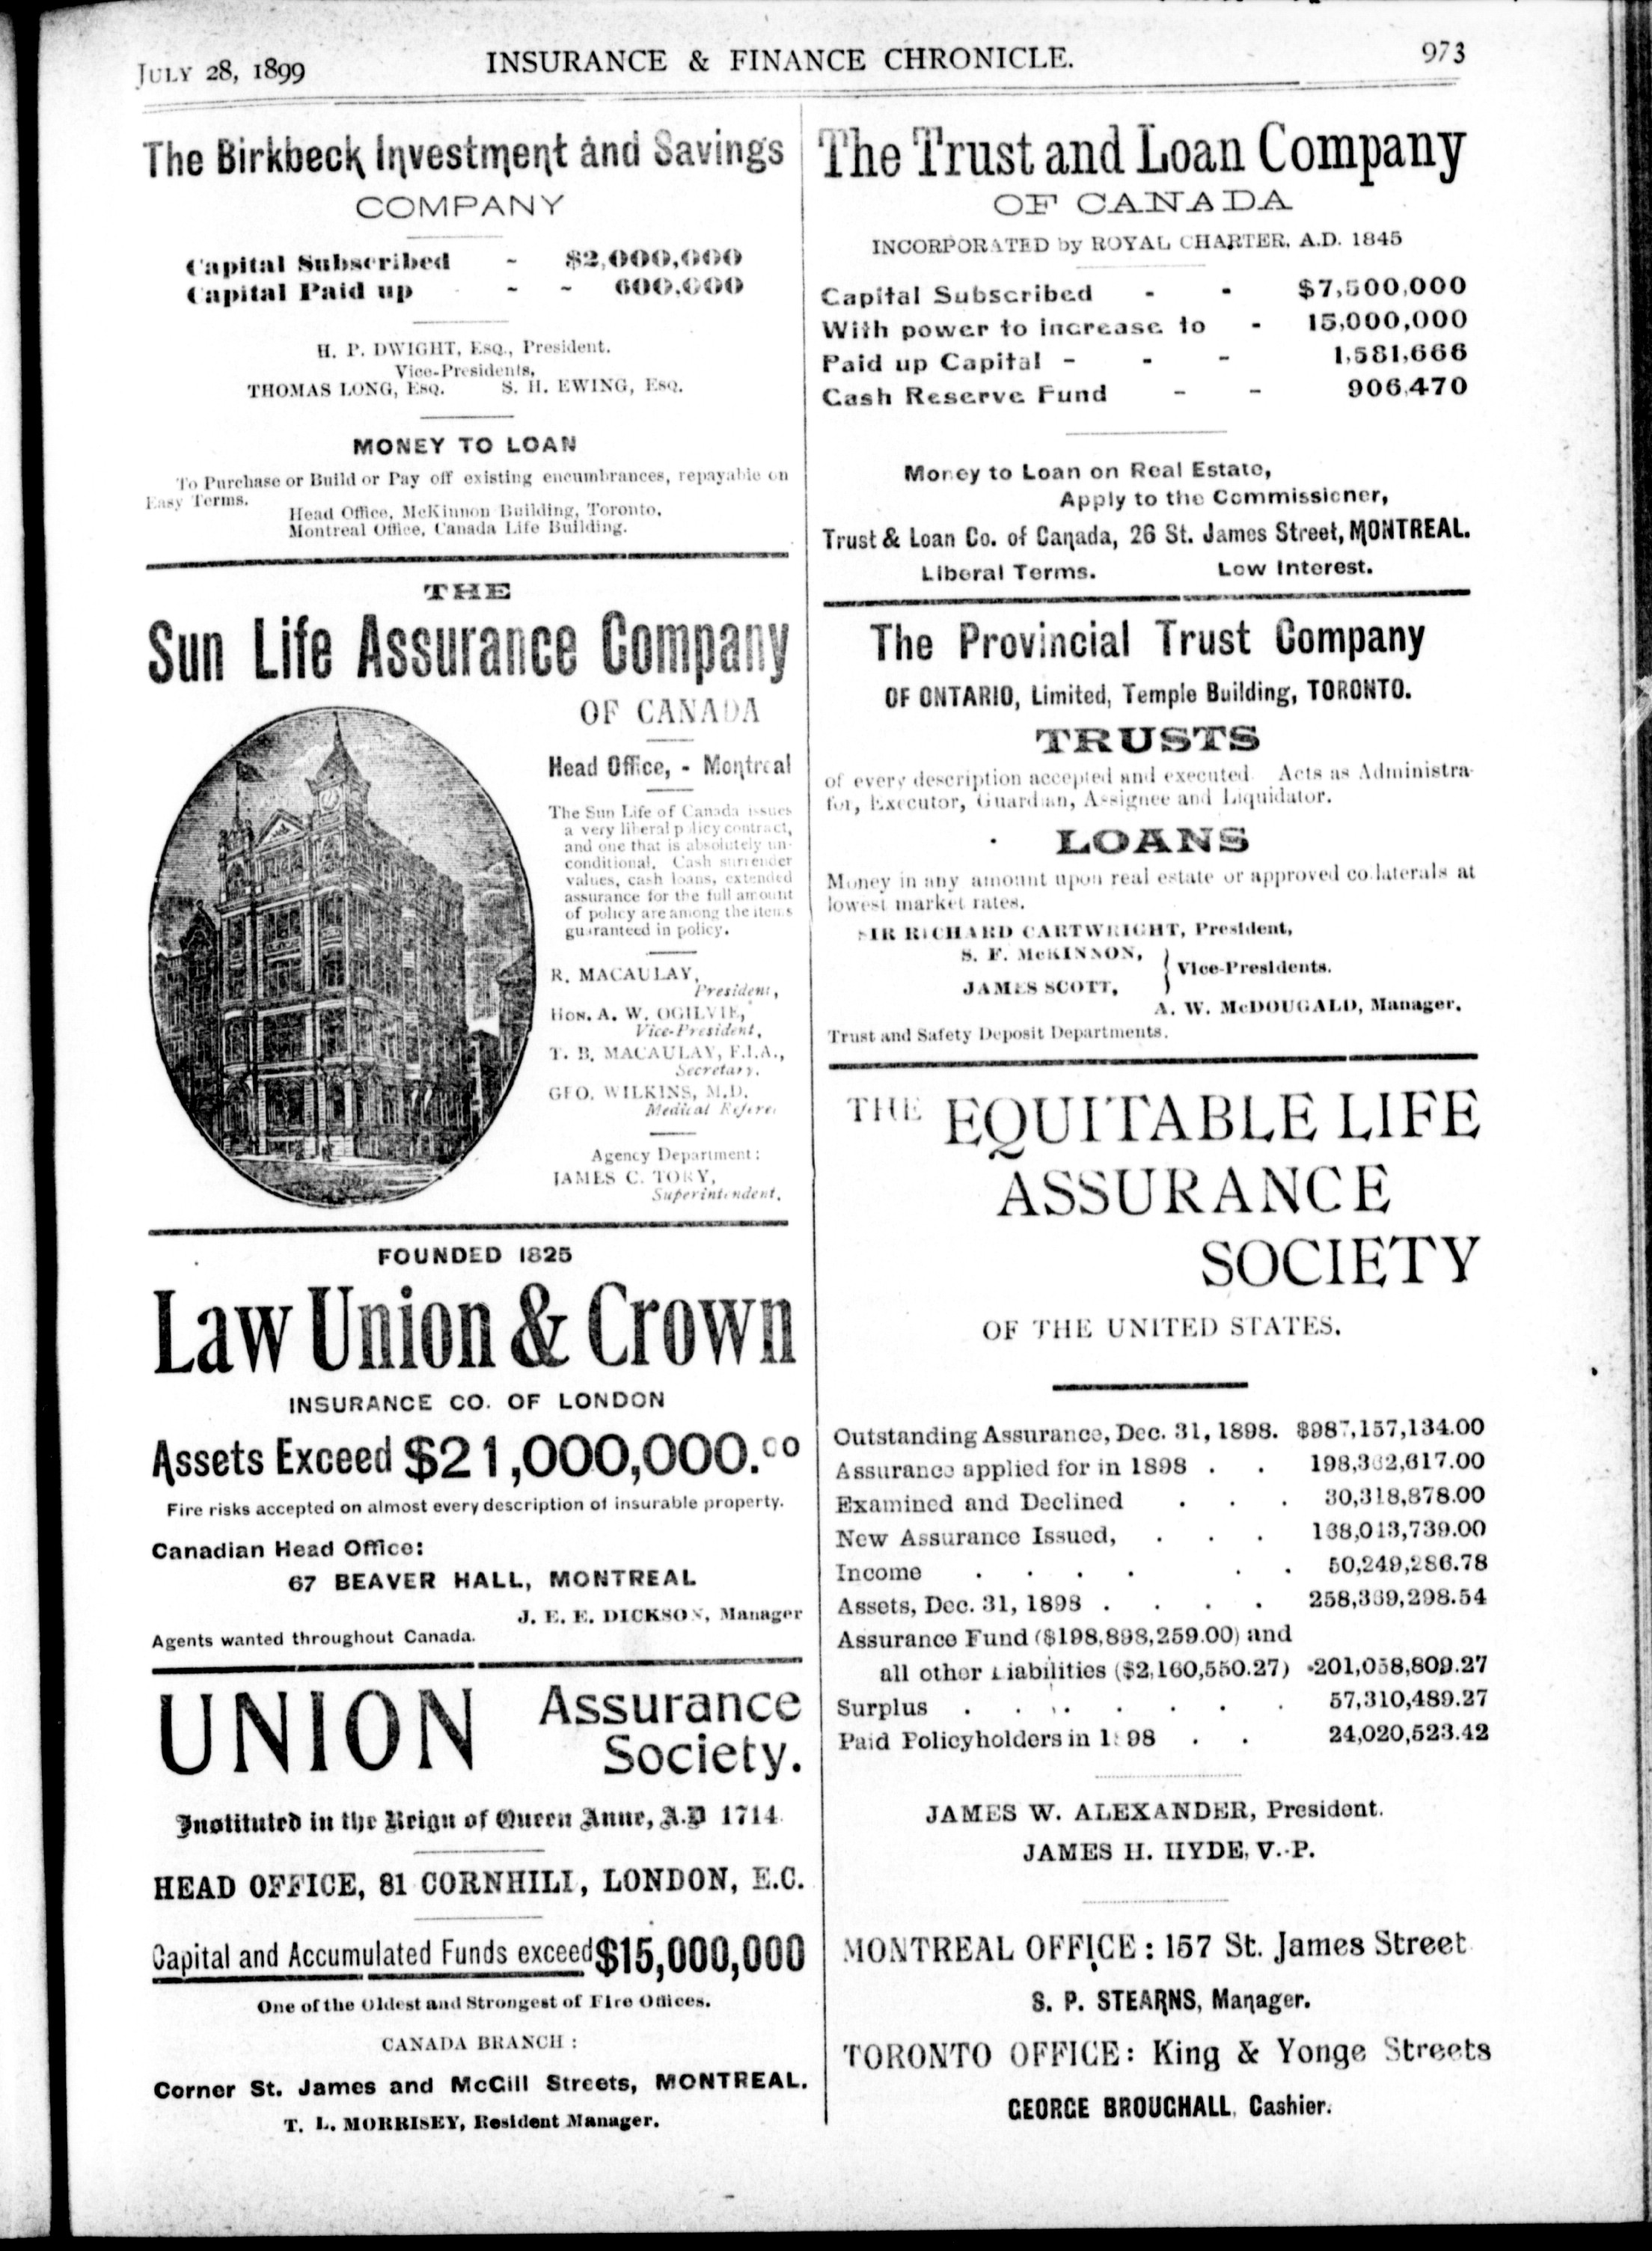 JULY 28, 1899
INSURANCE & FINANCE CHRONICLE.
973
The Birkbeck Investment and Savings
COMPANY
Capital Subscribed - $2,000,000
Capital Paid up - - 600.000
H. P. DWIGHT, ESQ., President.
Vice-Presidents,
THOMAS LONG, ESQ. S. H. EWING, ESQ.
MONEY TO LOAN
To Purchase or Build or Pay off existing encumbrances, repayable on
Easy Terms.
Head Office, McKinnon Building, Toronto.
Montreal Office, Canada Life Building.
THE
Sun Life Assurance Company
OF CANADA
Head Office, - Montreal
The Sun Life of Canada issues
a very liberal policy contract,
and one that is absolutely un-
conditional. Cash surrender
values, cash loans, extended
assurance for the full amount
of policy are among the items
guaranteed in policy.
R. MACAULAY,
President,
HON. A. W. OGILVIE,
Vice-President,
T. B. MACAULAY, F.I.A.,
Secretary.
GEO. WILKINS, M.D.
Medical Refere
Agency Department:
JAMES C. TORY,
Superintendent.
FOUNDED 1825
Law Union & Crown
INSURANCE CO. OF LONDON
Assets Exceed $21,000,000.00
Fire risks accepted on almost every description of insurable property.
Canadian Head Office:
67 BEAVER HALL, MONTREAL
J. E. E. DICKSON, Manager
Agents wanted throughout Canada.
UNION Assurance
Society.
Instituted in the Reign of Queen Anne, A.D 1714.
HEAD OFFICE, 81 CORNHILL, LONDON, E.C.
Capital and Accumulated Funds exceed $15,000,000
One of the Oldest and Strongest of Fire Offices.
CANADA BRANCH :
Corner St. James and McGill Streets, MONTREAL.
T. L. MORRISEY, Resident Manager.
The Trust and Loan Company
OF CANADA
INCORPORATED by ROYAL CHARTER, A.D. 1845
Capital Subscribed - - $7,500,000
With power to increase to - 15,000,000
Paid up Capital - - - 1,581,666
Cash Reserve Fund - - 906,470
Money to Loan on Real Estate,
Apply to the Commissioner,
Trust & Loan Co. of Canada, 26 St. James Street, MONTREAL.
Liberal Terms. Low Interest.
The Provincial Trust Company
OF ONTARIO, Limited, Temple Building, TORONTO.
TRUSTS
of every description accepted and executed. Acts as Administra-
tor, Executor, Guardian, Assignee and Liquidator.
LOANS
Money in any amount upon real estate or approved collaterals at
lowest market rates.
SIR RICHARD CARTWRIGHT, President,
S. F. McKINNON,
Vice-Presidents.
JAMES SCOTT,
A. W. McDOUGALD, Manager.
Trust and Safety Deposit Departments.
THE EQUITABLE LIFE
ASSURANCE
SOCIETY
OF THE UNITED STATES.
Outstanding Assurance, Dec. 31, 1898. $987,157,134.00
Assurance applied for in 1898 . . 198,362,617.00
Examined and Declined . . . 30,318,878.00
New Assurance Issued, . . . 168,043,739.00
Income . . . . . . 50,249,286.78
Assets, Dec. 31, 1898 . . . . 258,369,298.54
Assurance Fund ($198,898,259.00) and
all other Liabilities ($2,160,550.27) 201,058,809.27
Surplus . . . . . . . 57,310,489.27
Paid Policyholders in 1898 . . 24,020,523.42
JAMES W. ALEXANDER, President.
JAMES H. HYDE, V.-P.
MONTREAL OFFICE : 157 St. James Street
S. P. STEARNS, Manager.
TORONTO OFFICE: King & Yonge Streets
GEORGE BROUGHALL, Cashier.